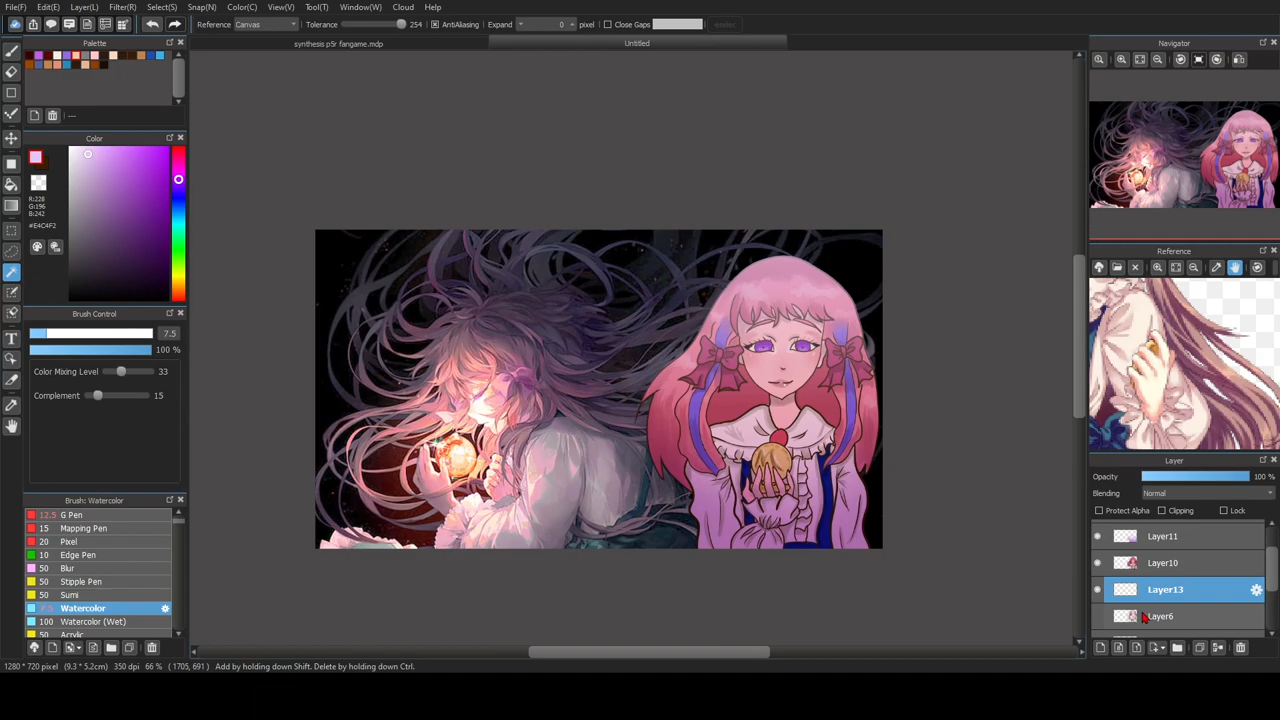 File(F) Edit(E) Layer(L) Filter(R) Select(S) Snap(N) Color(C) View(V) Tool(T) Window(W) Cloud Help
Reference Canvas Tolerance 254 AntiAliasing Expand 0 pixel Close Gaps
synthesis p5r fangame.mdp Untitled
Palette
---
Color
R:228
G:196
B:242
#E4C4F2
Brush Control
7.5
100 %
Color Mixing Level 33
Complement 15
Brush: Watercolor
12.5 G Pen
15 Mapping Pen
20 Pixel
10 Edge Pen
50 Blur
50 Stipple Pen
50 Sumi
Watercolor
100 Watercolor (Wet)
50 Acrylic
Navigator
Reference
Layer
Opacity 100 %
Blending Normal
Protect Alpha Clipping Lock
Layer11
Layer10
Layer13
Layer6
1280 * 720 pixel (9.3 * 5.2cm) 350 dpi 66 % (1705, 691) Add by holding down Shift. Delete by holding down Ctrl.